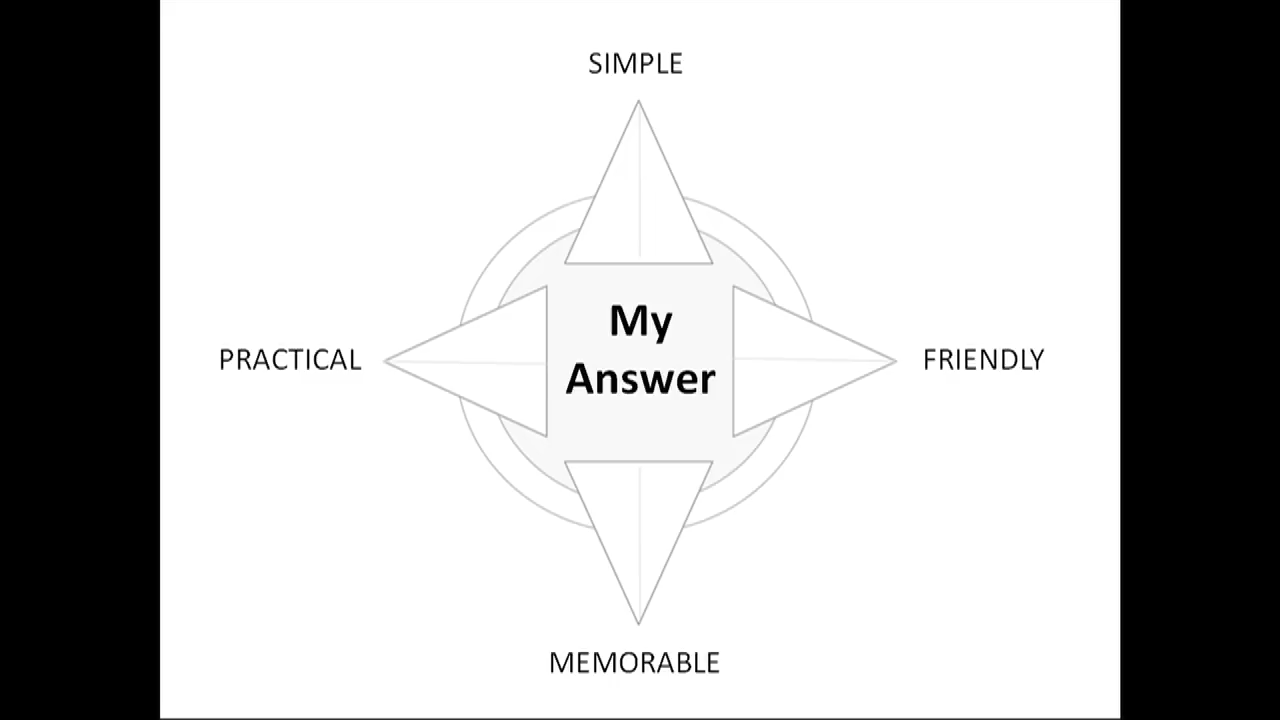 SIMPLE
My
Answer
PRACTICAL
FRIENDLY
MEMORABLE